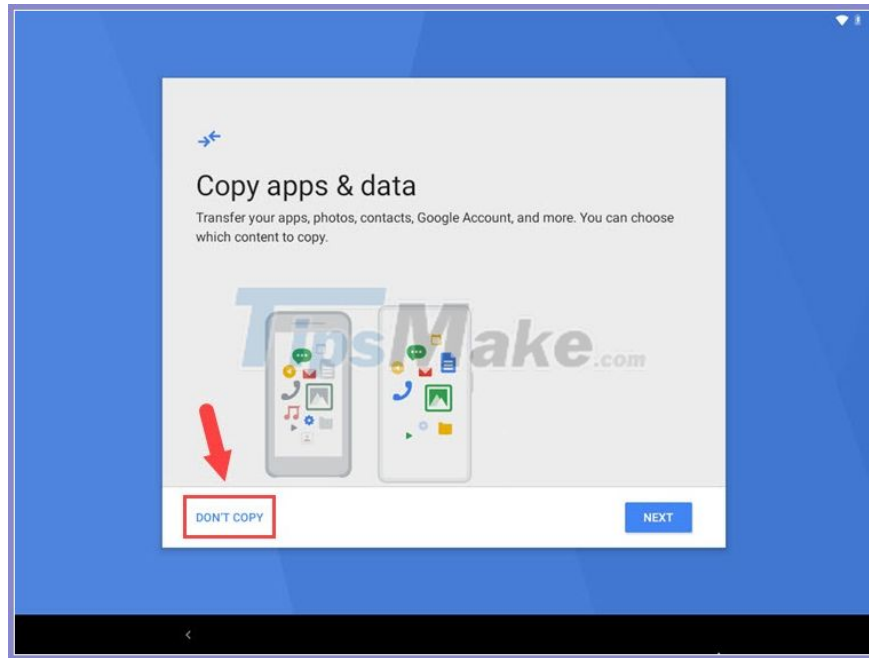 Copy apps & data
Transfer your apps, photos, contacts, Google Account, and more. You can choose
which content to copy.
TipsMake.com
DON'T COPY
NEXT